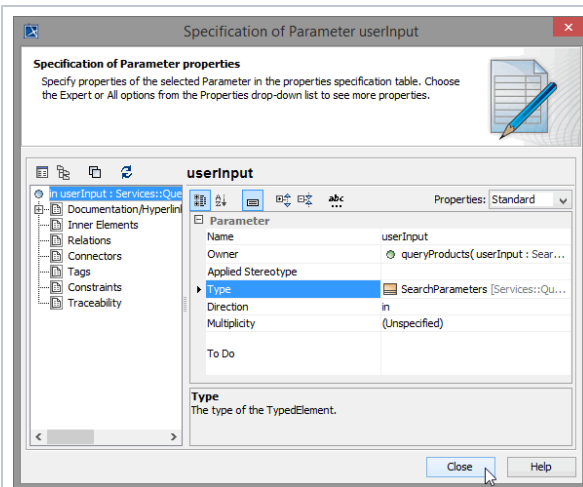 Specification of Parameter userInput
Specification of Parameter properties
Specify properties of the selected Parameter in the properties specification table. Choose
the Expert or All options from the Properties drop-down list to see more properties.
userInput
in userInput : Services::Que
Documentation/Hyperlinl
Inner Elements
Relations
Connectors
Tags
Constraints
Traceability
Properties: Standard
Parameter
Name userInput
Owner queryProducts( userInput : Sear...
Applied Stereotype
Type SearchParameters [Services::Qu...
Direction in
Multiplicity (Unspecified)
To Do
Type
The type of the TypedElement.
Close Help